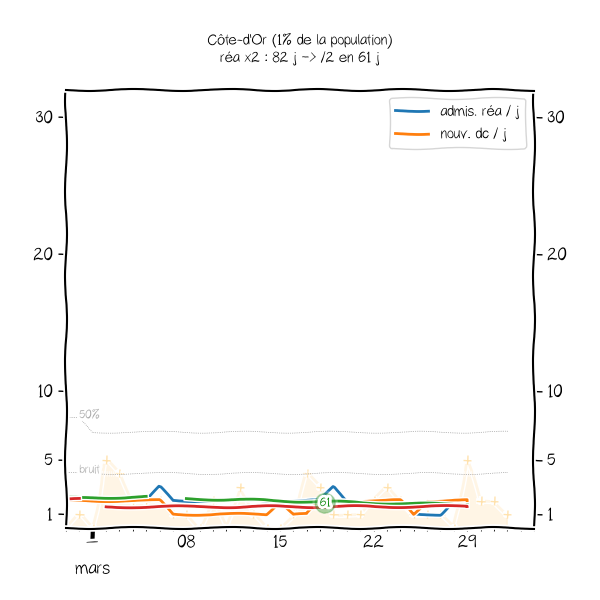 Côte-d'Or (1% de la population)
réa x2 : 82 j -> /2 en 61 j
admis. réa / j
nouv. dc / j
30
30
20
20
10
10
50%
5
5
bruit
61
1
1
1
08
15
22
29
mars